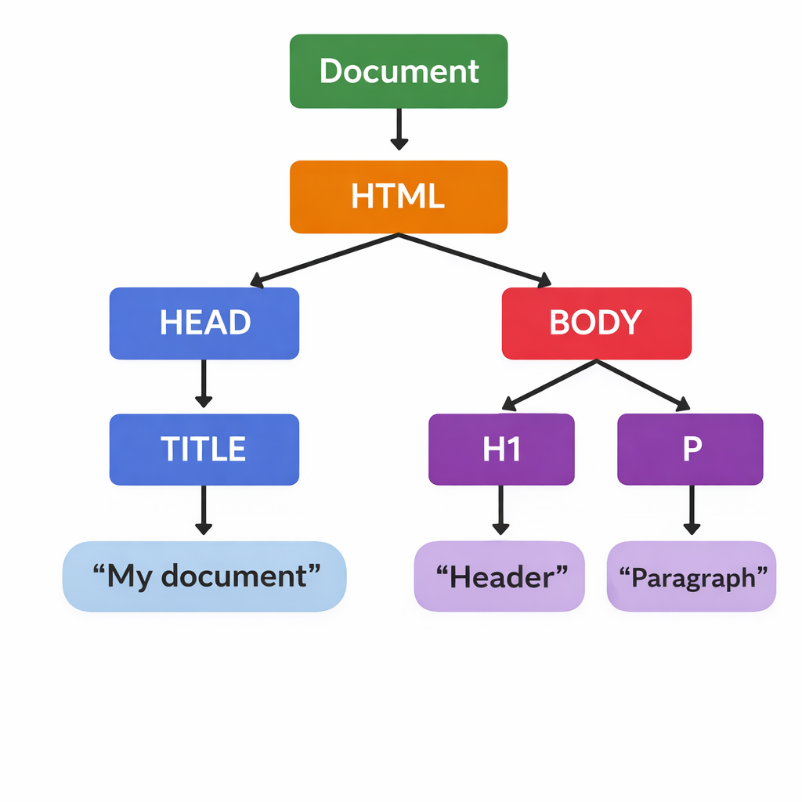 Document
HTML
HEAD
BODY
TITLE
H1
P
“My document”
“Header”
“Paragraph”